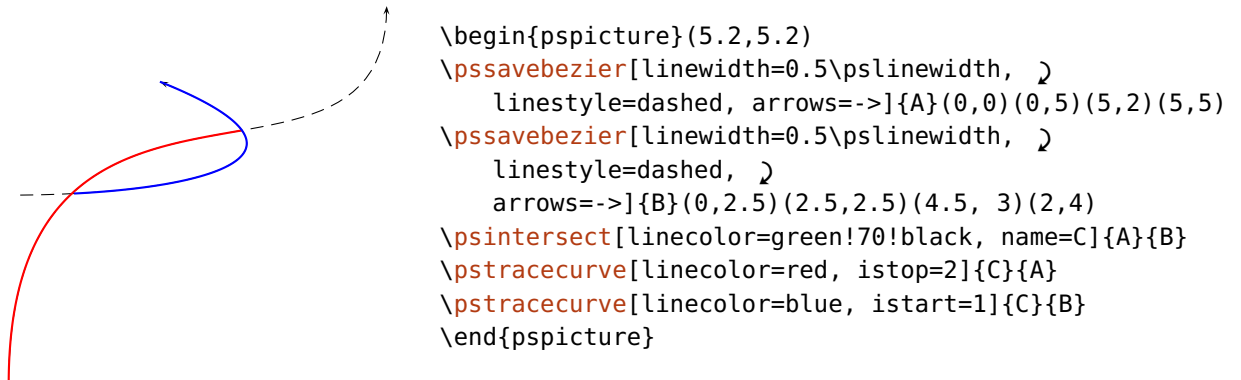 \begin{pspicture}(5.2,5.2)
\pssavebezier[linewidth=0.5\pslinewidth,
linestyle=dashed, arrows=->]{A}(0,0)(0,5)(5,2)(5,5)
\pssavebezier[linewidth=0.5\pslinewidth,
linestyle=dashed,
arrows=->]{B}(0,2.5)(2.5,2.5)(4.5, 3)(2,4)
\psintersect[linecolor=green!70!black, name=C]{A}{B}
\pstracecurve[linecolor=red, istop=2]{C}{A}
\pstracecurve[linecolor=blue, istart=1]{C}{B}
\end{pspicture}